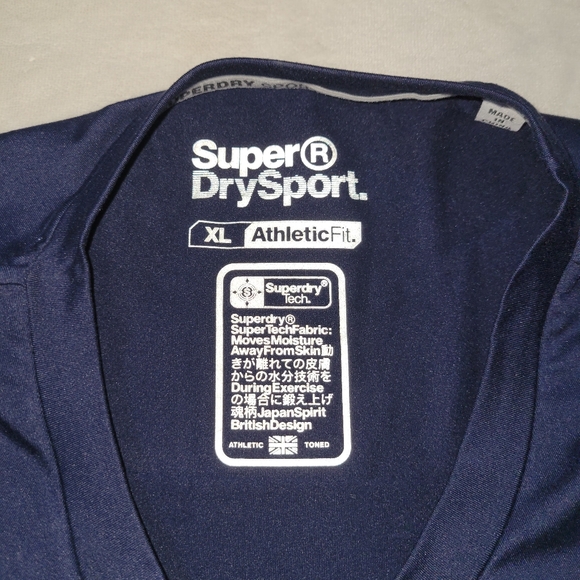 PERDRY SPOR
MADE
IN
Super®
DrySport.
XL AthleticFit.
Superdry®
Tech.
Superdry®
SuperTechFabric:
MovesMoisture
AwayFromSkin動
きが離れての皮膚
からの水分技術を
DuringExercise
の場合に鍛え上げ
魂柄JapanSpirit
BritishDesign
ATHLETIC TONED